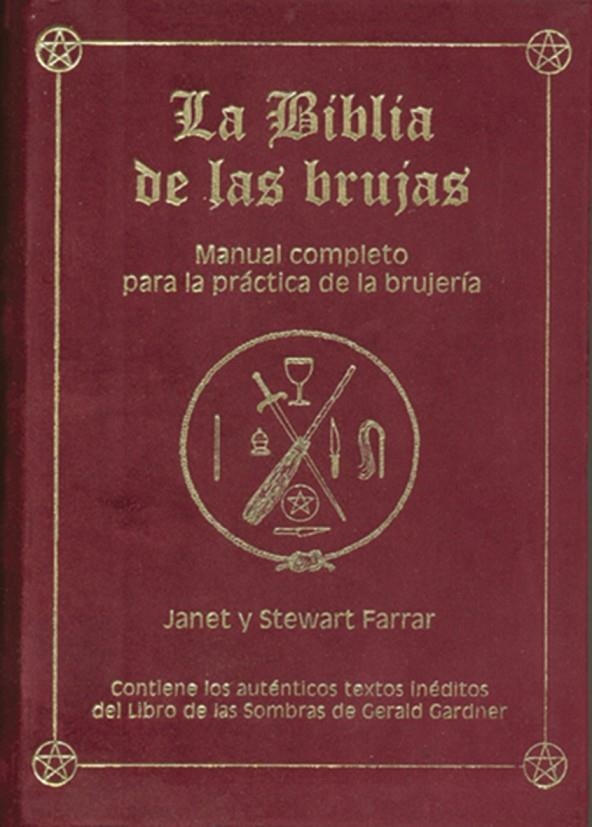 La Biblia
de las brujas
Manual completo
para la práctica de la brujería
Janet y Stewart Farrar
Contiene los auténticos textos inéditos
del Libro de las Sombras de Gerald Gardner